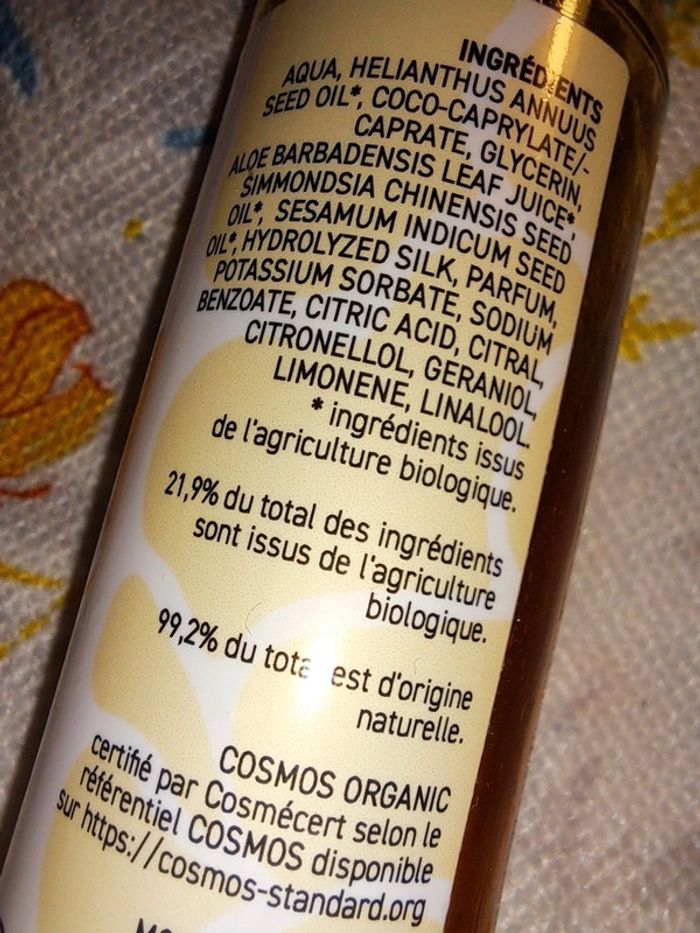 INGRÉDIENTS
AQUA, HELIANTHUS ANNUUS
SEED OIL*, COCO-CAPRYLATE/-
CAPRATE, GLYCERIN,
ALOE BARBADENSIS LEAF JUICE*,
SIMMONDSIA CHINENSIS SEED
OIL*, SESAMUM INDICUM SEED
OIL*, HYDROLYZED SILK, PARFUM,
POTASSIUM SORBATE, SODIUM
BENZOATE, CITRIC ACID, CITRAL,
CITRONELLOL, GERANIOL,
LIMONENE, LINALOOL.
* ingrédients issus
de l'agriculture biologique.
21,9% du total des ingrédients
sont issus de l'agriculture
biologique.
99,2% du total est d'origine
naturelle.
COSMOS ORGANIC
certifié par Cosmécert selon le
référentiel COSMOS disponible
sur https://cosmos-standard.org